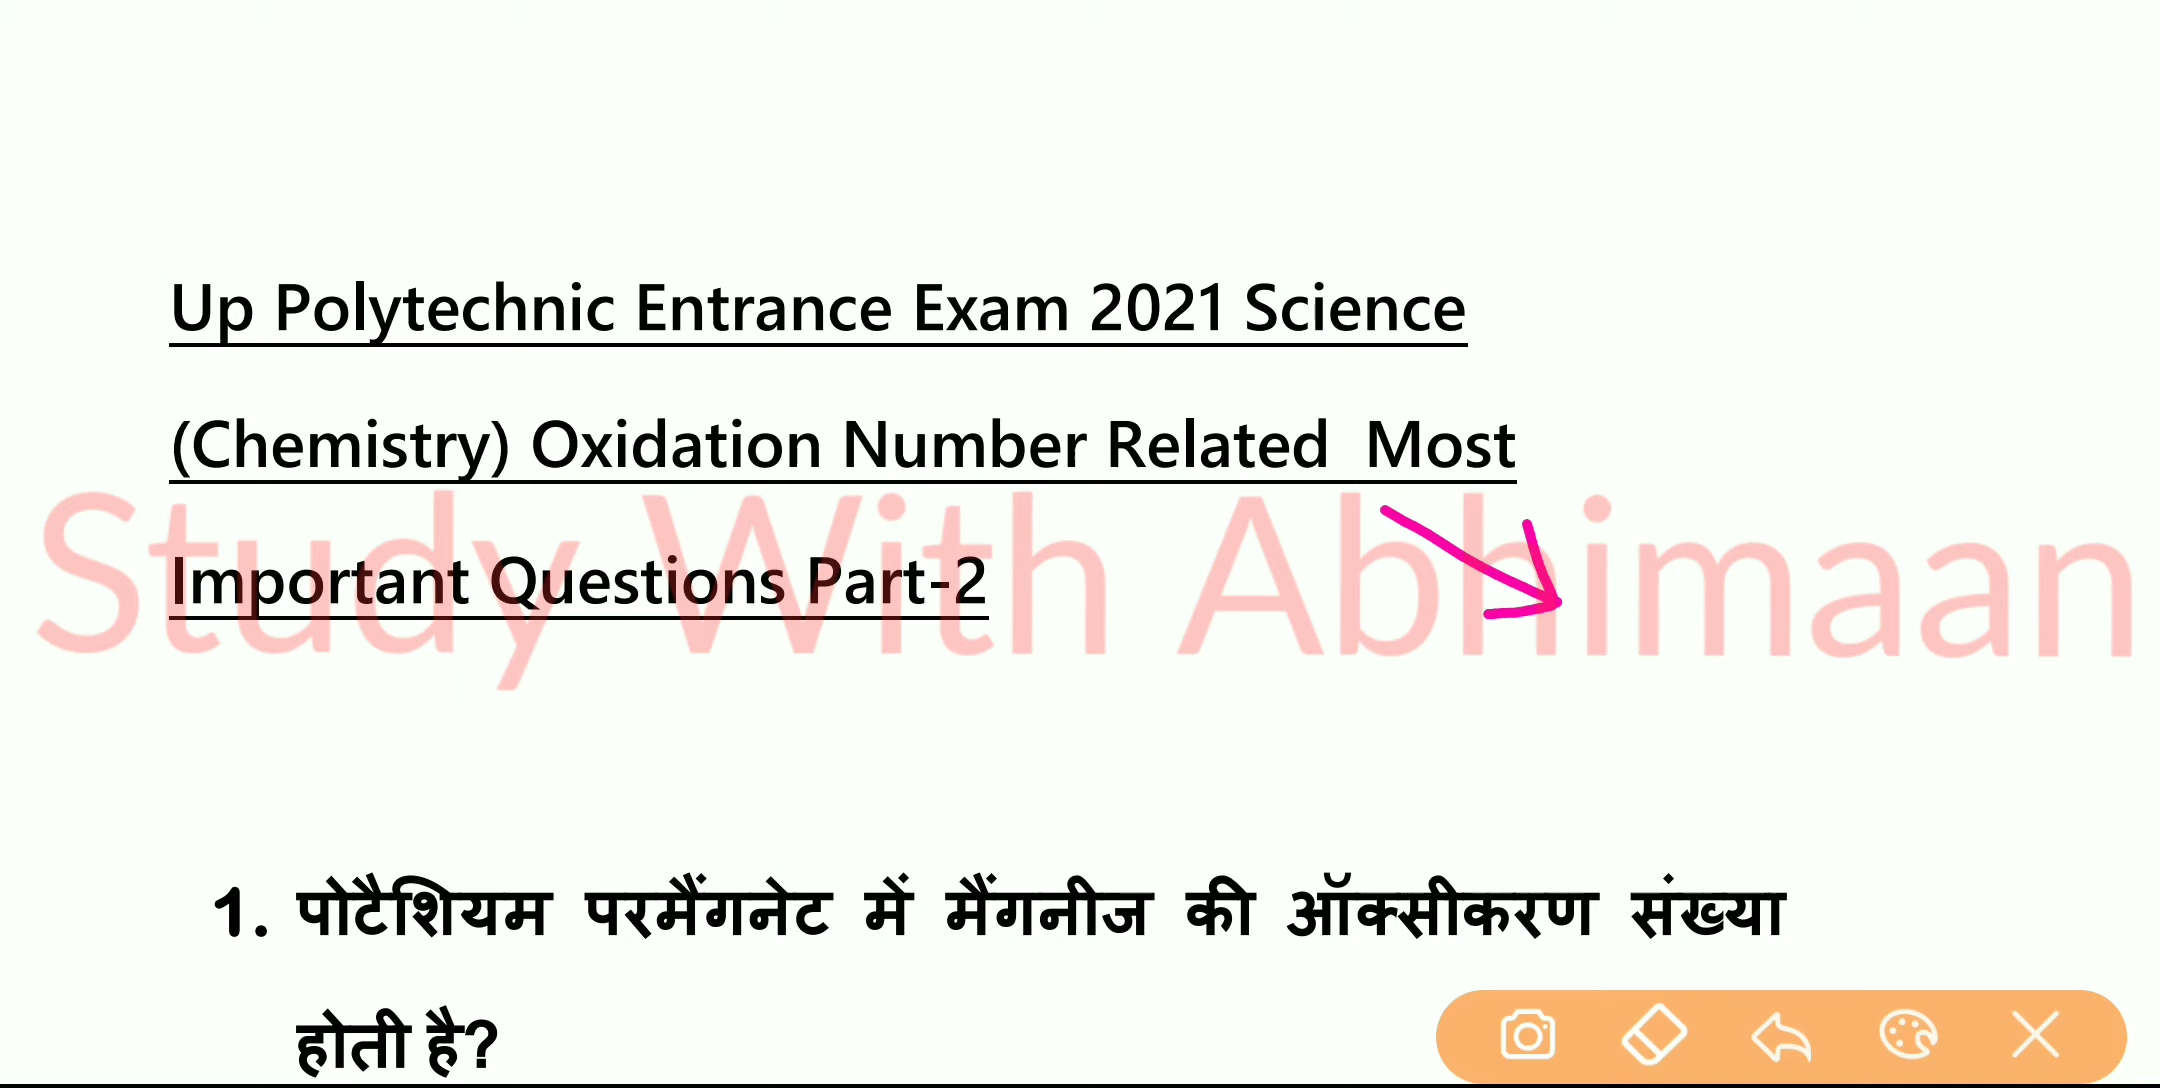 Up Polytechnic Entrance Exam 2021 Science
(Chemistry) Oxidation Number Related Most
Study With Abhimaan
Important Questions Part-2
1. पोटैशियम परमैंगनेट में मैंगनीज की ऑक्सीकरण संख्या
होती है?